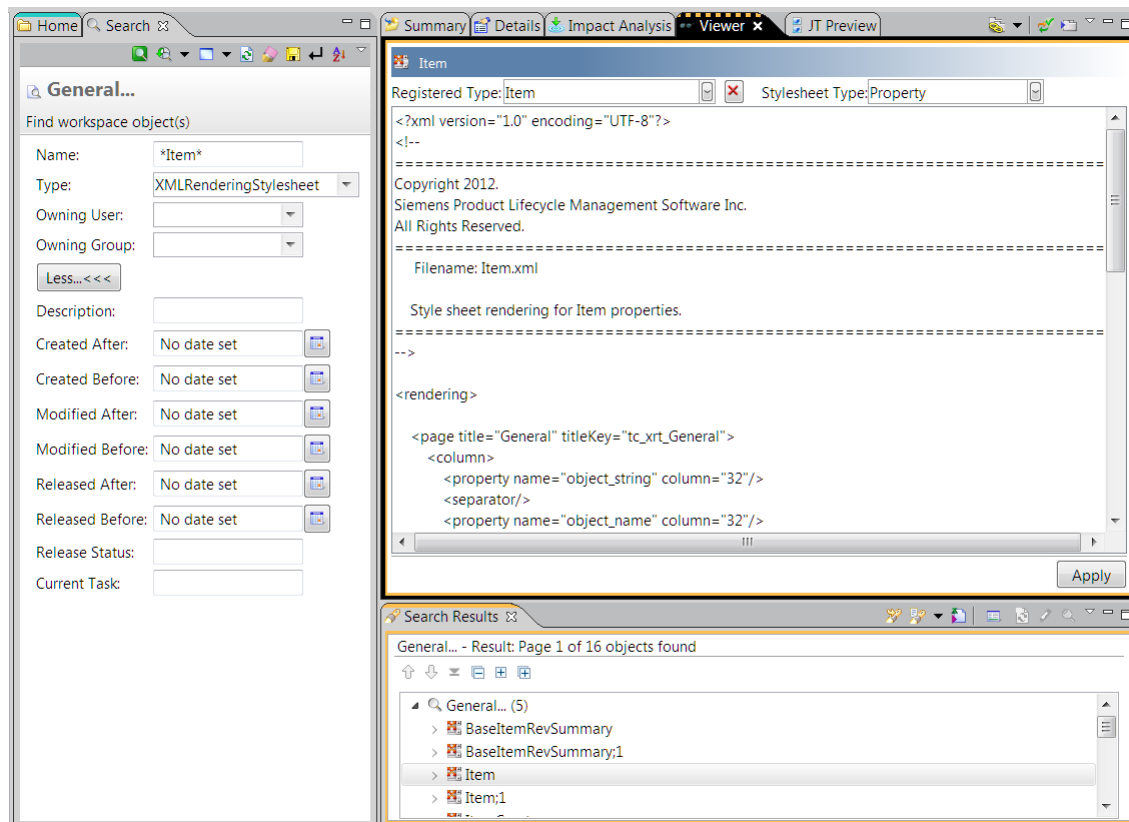 Home Search
General...
Find workspace object(s)
Name: *Item*
Type: XMLRenderingStylesheet
Owning User:
Owning Group:
Less...<<<
Description:
Created After: No date set
Created Before: No date set
Modified After: No date set
Modified Before: No date set
Released After: No date set
Released Before: No date set
Release Status:
Current Task:
Summary Details Impact Analysis Viewer JT Preview
Item
Registered Type: Item Stylesheet Type: Property
<?xml version="1.0" encoding="UTF-8"?>
<!--
=====================================================================
Copyright 2012.
Siemens Product Lifecycle Management Software Inc.
All Rights Reserved.
=====================================================================
Filename: Item.xml
Style sheet rendering for Item properties.
=====================================================================
-->
<rendering>
<page title="General" titleKey="tc_xrt_General">
<column>
<property name="object_string" column="32"/>
<separator/>
<property name="object_name" column="32"/>
Apply
Search Results
General... - Result: Page 1 of 16 objects found
General... (5)
BaseItemRevSummary
BaseItemRevSummary;1
Item
Item;1